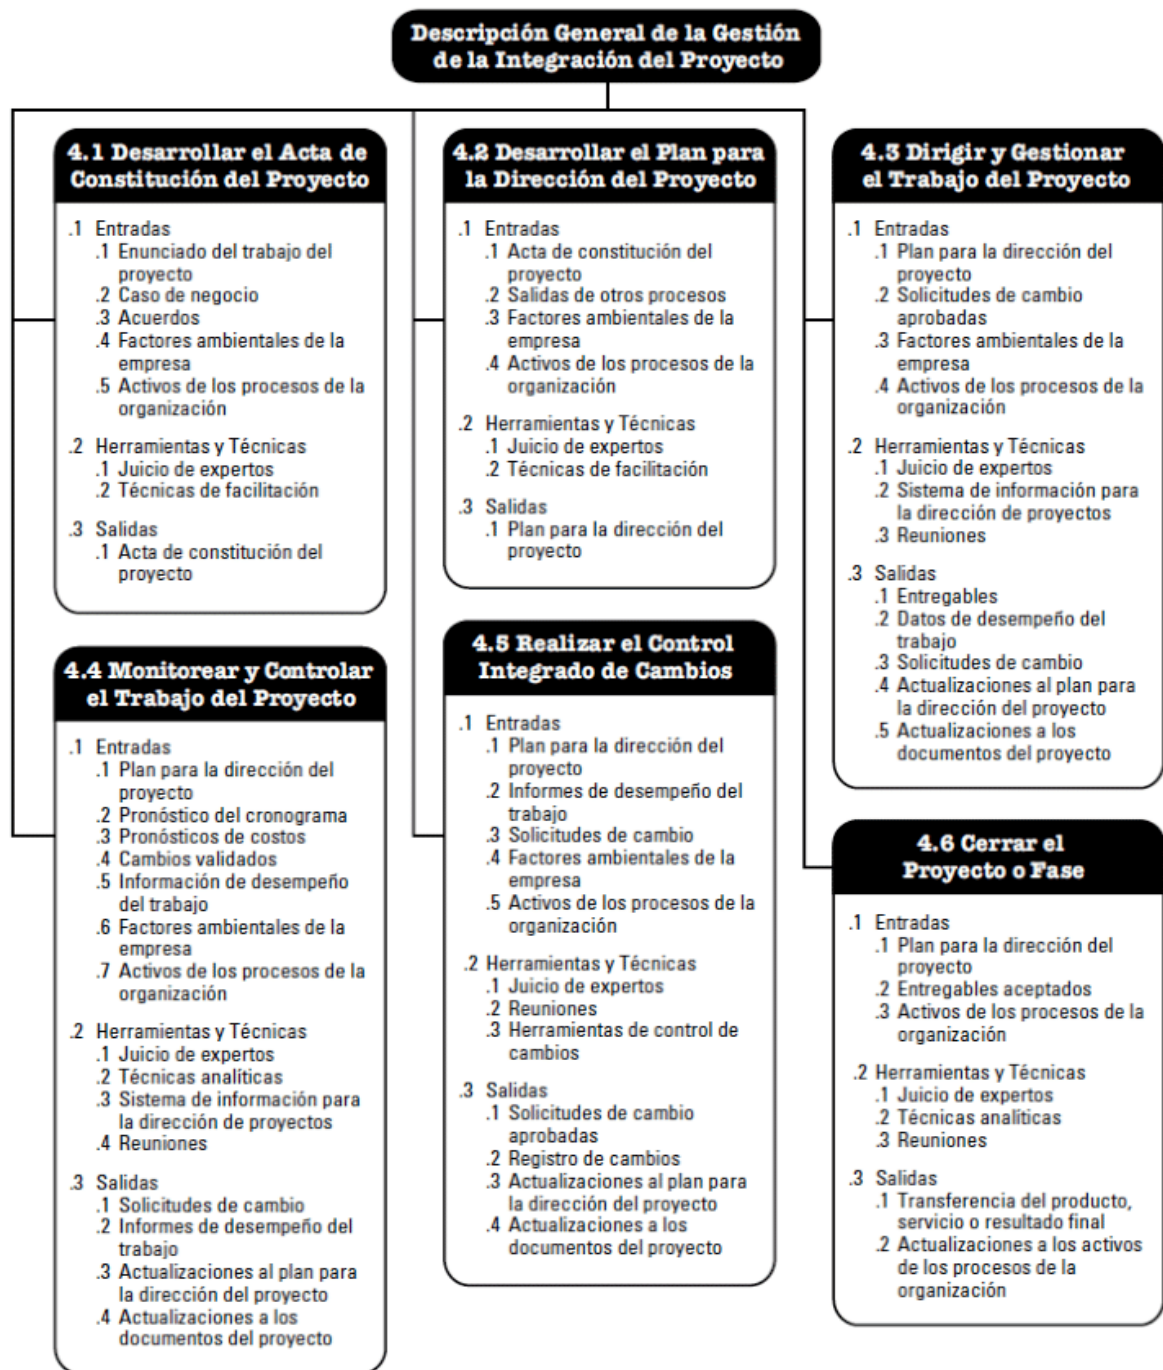 Descripción General de la Gestión
de la Integración del Proyecto
4.1 Desarrollar el Acta de
Constitución del Proyecto
.1 Entradas
.1 Enunciado del trabajo del
proyecto
.2 Caso de negocio
.3 Acuerdos
.4 Factores ambientales de la
empresa
.5 Activos de los procesos de la
organización
.2 Herramientas y Técnicas
.1 Juicio de expertos
.2 Técnicas de facilitación
.3 Salidas
.1 Acta de constitución del
proyecto
4.2 Desarrollar el Plan para
la Dirección del Proyecto
.1 Entradas
.1 Acta de constitución del
proyecto
.2 Salidas de otros procesos
.3 Factores ambientales de la
empresa
.4 Activos de los procesos de la
organización
.2 Herramientas y Técnicas
.1 Juicio de expertos
.2 Técnicas de facilitación
.3 Salidas
.1 Plan para la dirección del
proyecto
4.3 Dirigir y Gestionar
el Trabajo del Proyecto
.1 Entradas
.1 Plan para la dirección del
proyecto
.2 Solicitudes de cambio
aprobadas
.3 Factores ambientales de la
empresa
.4 Activos de los procesos de la
organización
.2 Herramientas y Técnicas
.1 Juicio de expertos
.2 Sistema de información para
la dirección de proyectos
.3 Reuniones
.3 Salidas
.1 Entregables
.2 Datos de desempeño del
trabajo
.3 Solicitudes de cambio
.4 Actualizaciones al plan para
la dirección del proyecto
.5 Actualizaciones a los
documentos del proyecto
4.4 Monitorear y Controlar
el Trabajo del Proyecto
.1 Entradas
.1 Plan para la dirección del
proyecto
.2 Pronóstico del cronograma
.3 Pronósticos de costos
.4 Cambios validados
.5 Información de desempeño
del trabajo
.6 Factores ambientales de la
empresa
.7 Activos de los procesos de la
organización
.2 Herramientas y Técnicas
.1 Juicio de expertos
.2 Técnicas analíticas
.3 Sistema de información para
la dirección de proyectos
.4 Reuniones
.3 Salidas
.1 Solicitudes de cambio
.2 Informes de desempeño del
trabajo
.3 Actualizaciones al plan para
la dirección del proyecto
.4 Actualizaciones a los
documentos del proyecto
4.5 Realizar el Control
Integrado de Cambios
.1 Entradas
.1 Plan para la dirección del
proyecto
.2 Informes de desempeño del
trabajo
.3 Solicitudes de cambio
.4 Factores ambientales de la
empresa
.5 Activos de los procesos de la
organización
.2 Herramientas y Técnicas
.1 Juicio de expertos
.2 Reuniones
.3 Herramientas de control de
cambios
.3 Salidas
.1 Solicitudes de cambio
aprobadas
.2 Registro de cambios
.3 Actualizaciones al plan para
la dirección del proyecto
.4 Actualizaciones a los
documentos del proyecto
4.6 Cerrar el
Proyecto o Fase
.1 Entradas
.1 Plan para la dirección del
proyecto
.2 Entregables aceptados
.3 Activos de los procesos de la
organización
.2 Herramientas y Técnicas
.1 Juicio de expertos
.2 Técnicas analíticas
.3 Reuniones
.3 Salidas
.1 Transferencia del producto,
servicio o resultado final
.2 Actualizaciones a los activos
de los procesos de la
organización